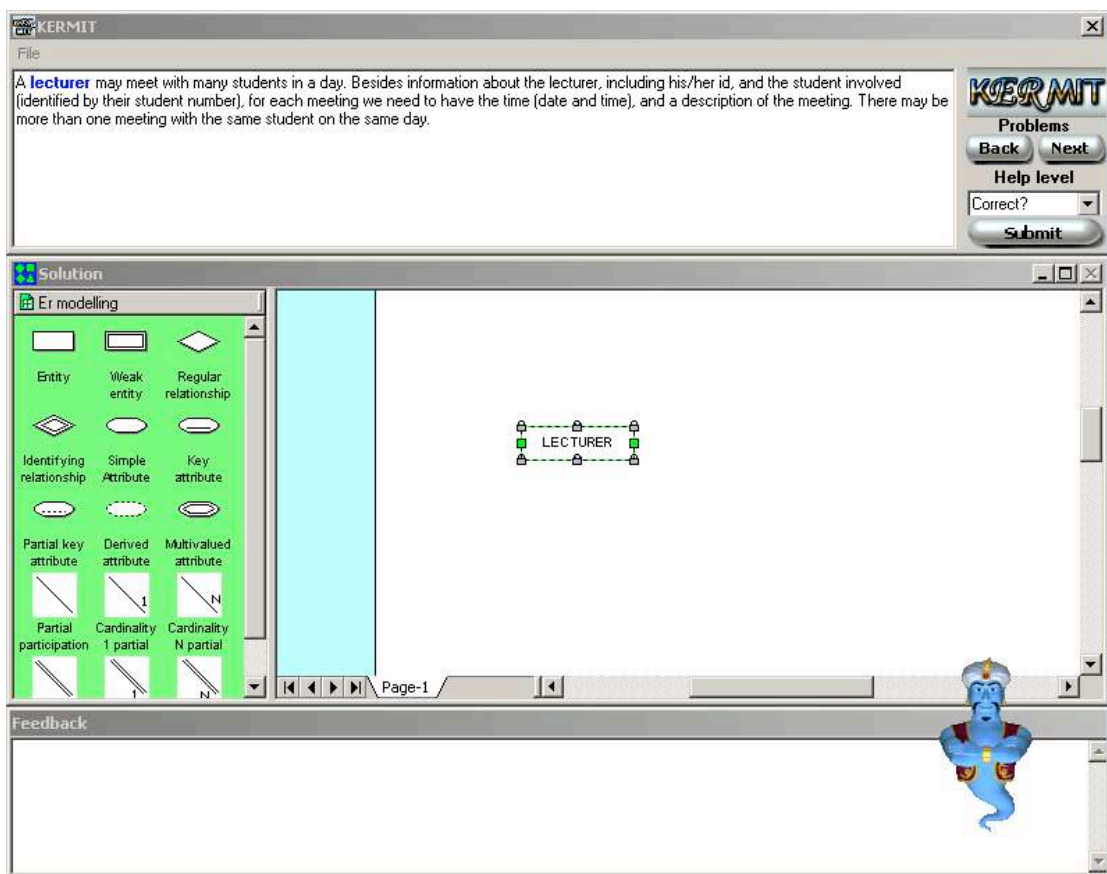 KERMIT
File
A lecturer may meet with many students in a day. Besides information about the lecturer, including his/her id, and the student involved
(identified by their student number), for each meeting we need to have the time (date and time), and a description of the meeting. There may be
more than one meeting with the same student on the same day.
KERMIT
Problems
Back Next
Help level
Correct?
Submit
Solution
Er modelling
Entity
Weak entity
Regular relationship
Identifying relationship
Simple Attribute
Key attribute
Partial key attribute
Derived attribute
Multivalued attribute
1
N
Partial participation
Cardinality 1 partial
Cardinality N partial
1
N
LECTURER
Page-1
Feedback